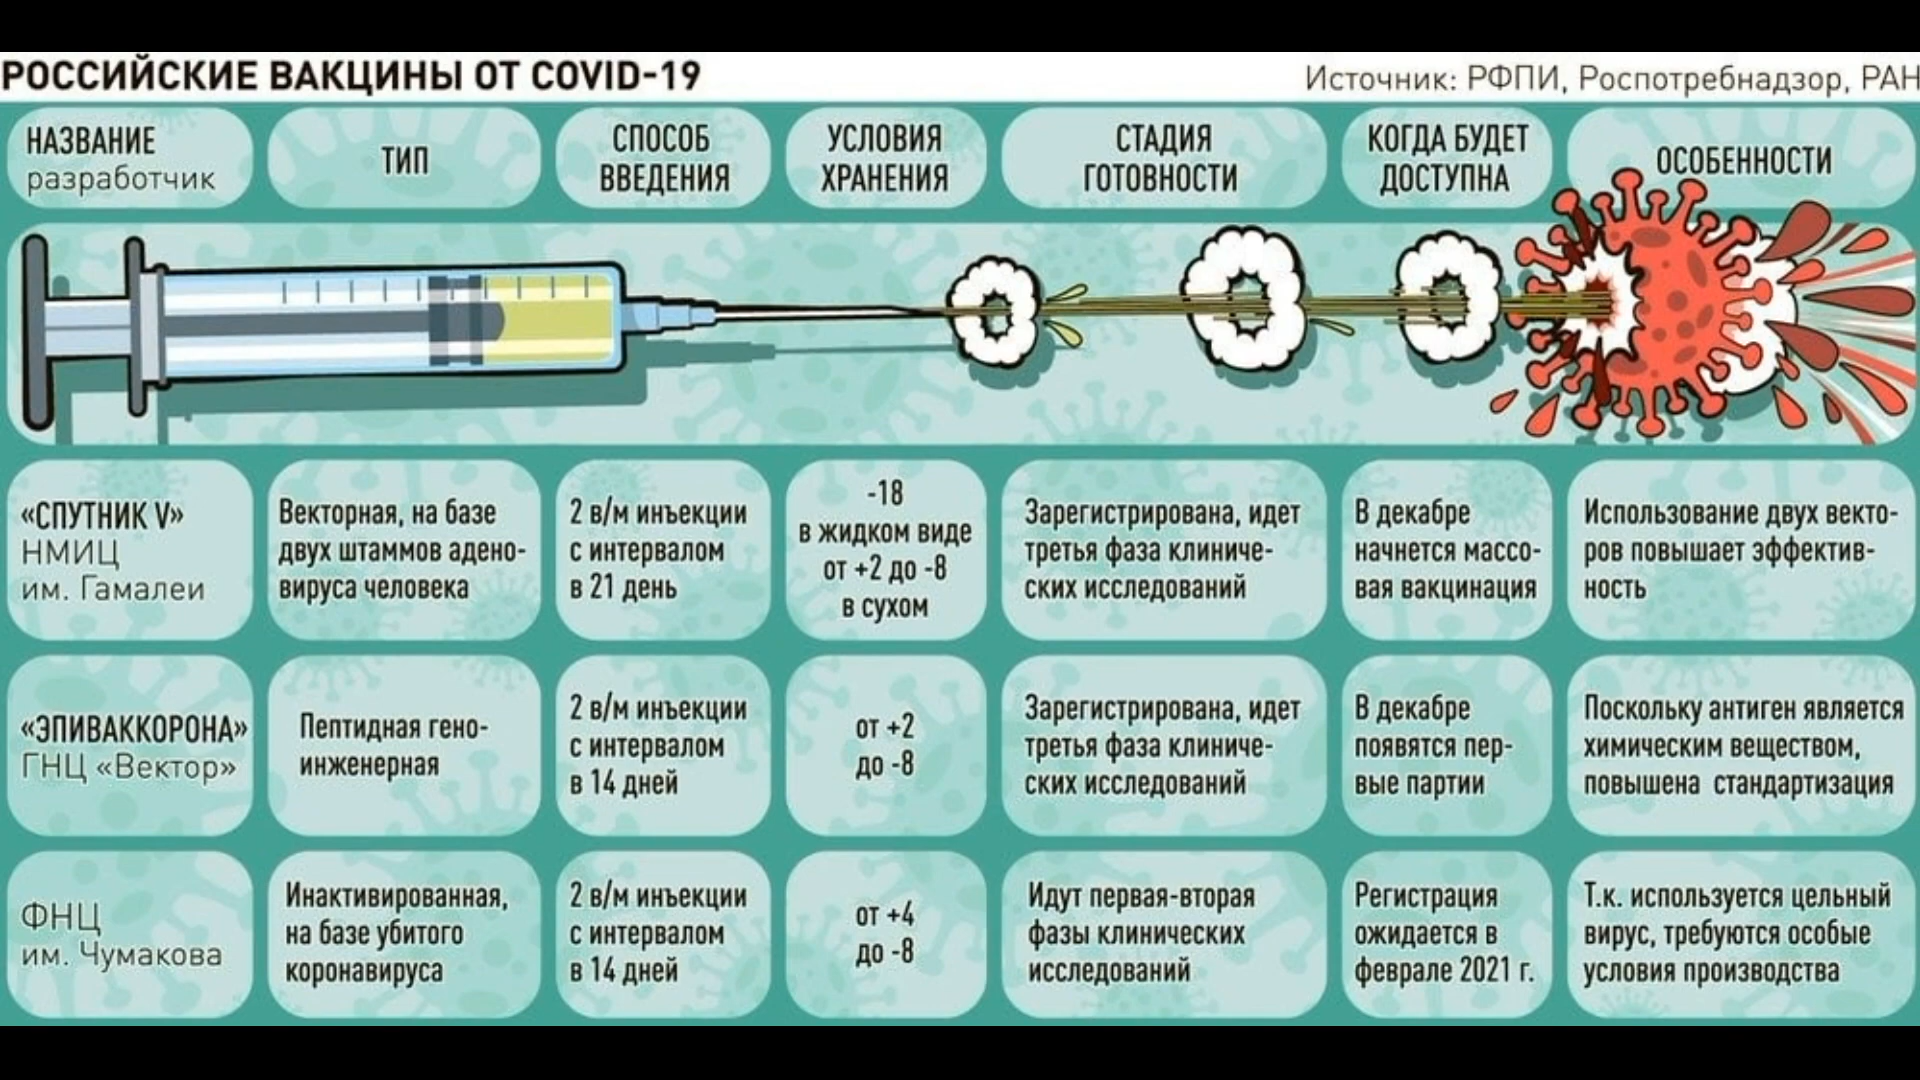 РОССИЙСКИЕ ВАКЦИНЫ ОТ COVID-19
Источник: РФПИ, Роспотребнадзор, РАН
НАЗВАНИЕ
разработчик
ТИП
СПОСОБ
ВВЕДЕНИЯ
УСЛОВИЯ
ХРАНЕНИЯ
СТАДИЯ
ГОТОВНОСТИ
КОГДА БУДЕТ
ДОСТУПНА
ОСОБЕННОСТИ
«СПУТНИК V»
НМИЦ
им. Гамалеи
Векторная, на базе
двух штаммов адено-
вируса человека
2 в/м инъекции
с интервалом
в 21 день
-18
в жидком виде
от +2 до -8
в сухом
Зарегистрирована, идет
третья фаза клиниче-
ских исследований
В декабре
начнется массо-
вая вакцинация
Использование двух векто-
ров повышает эффектив-
ность
«ЭПИВАККОРОНА»
ГНЦ «Вектор»
Пептидная гено-
инженерная
2 в/м инъекции
с интервалом
в 14 дней
от +2
до -8
Зарегистрирована, идет
третья фаза клиниче-
ских исследований
В декабре
появятся пер-
вые партии
Поскольку антиген является
химическим веществом,
повышена стандартизация
ФНЦ
им. Чумакова
Инактивированная,
на базе убитого
коронавируса
2 в/м инъекции
с интервалом
в 14 дней
от +4
до -8
Идут первая-вторая
фазы клинических
исследований
Регистрация
ожидается в
феврале 2021 г.
Т.к. используется цельный
вирус, требуются особые
условия производства